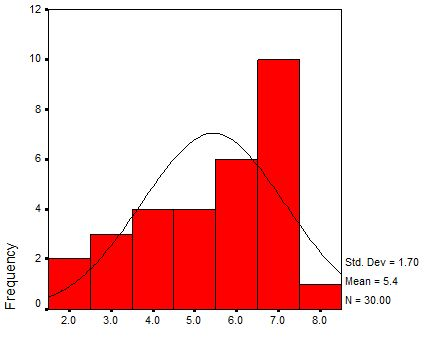 12
10
8
6
4
2
0
Frequency
2.0 3.0 4.0 5.0 6.0 7.0 8.0
Std. Dev = 1.70
Mean = 5.4
N = 30.00